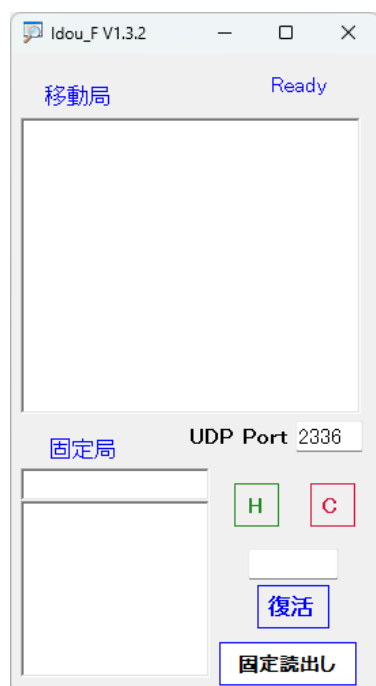 Idou_F V1.3.2
移動局
Ready
UDP Port 2336
固定局
H
C
復活
固定読出し